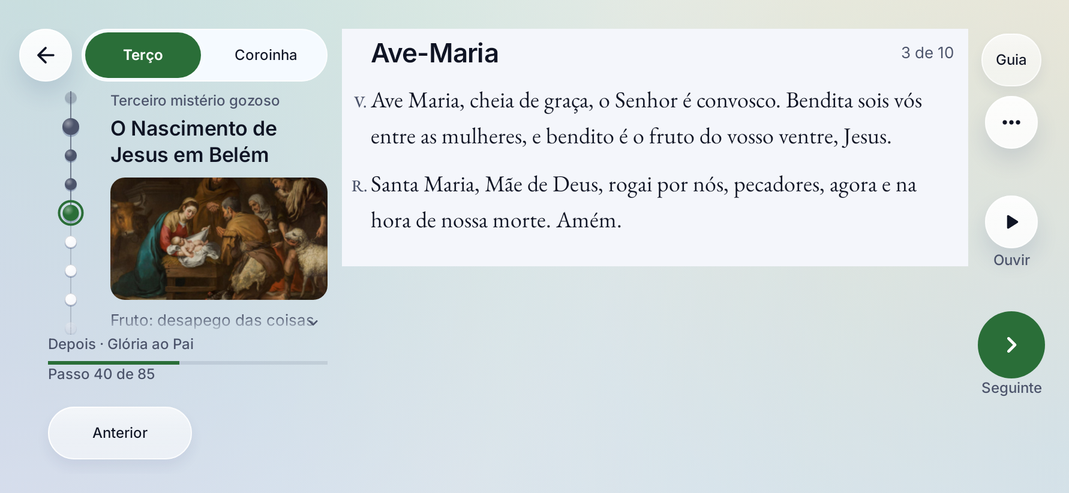 Terço
Coroinha
Terceiro mistério gozoso
O Nascimento de
Jesus em Belém
Fruto: desapego das coisas
Depois · Glória ao Pai
Passo 40 de 85
Anterior
Ave-Maria
3 de 10
V. Ave Maria, cheia de graça, o Senhor é convosco. Bendita sois vós
entre as mulheres, e bendito é o fruto do vosso ventre, Jesus.
R. Santa Maria, Mãe de Deus, rogai por nós, pecadores, agora e na
hora de nossa morte. Amém.
Guia
Ouvir
Seguinte